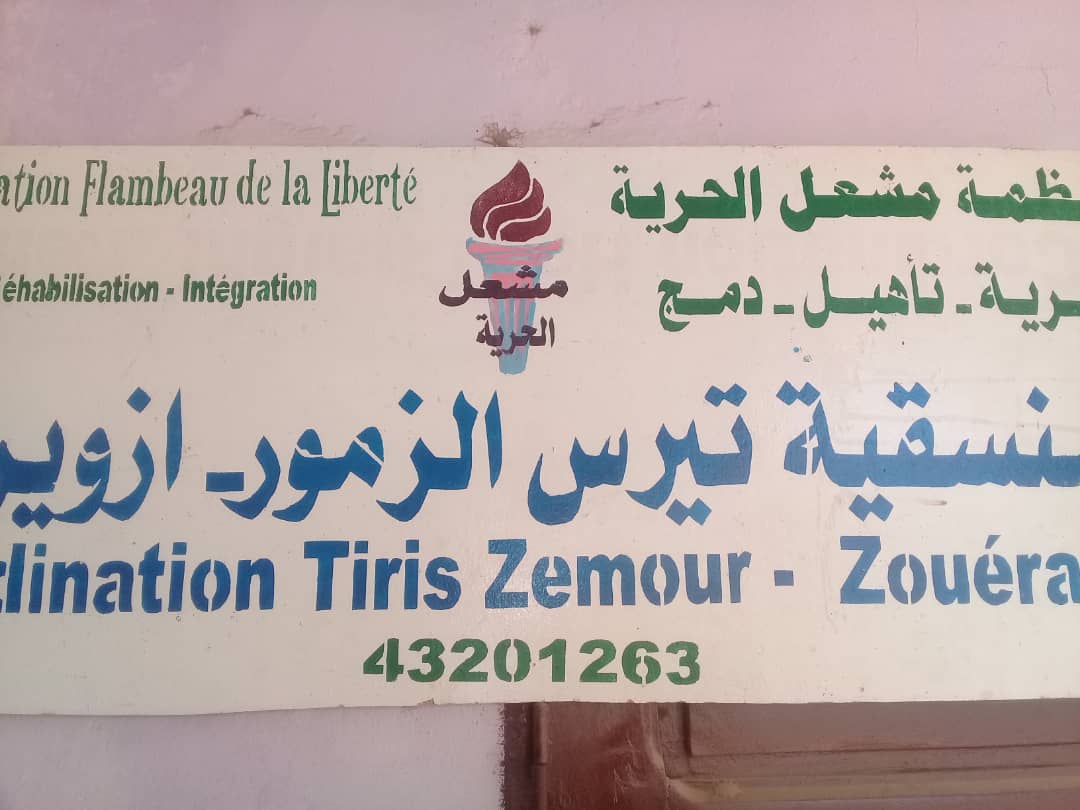 ation Flambeau de la Liberté
ظمة مشعل الحرية
éhabilisation - Intégration
مشعل
الحرية
رية - تأهيل - دمج
نسقية تيرس الزمور - ازوير
dination Tiris Zemour - Zouéra
43201263